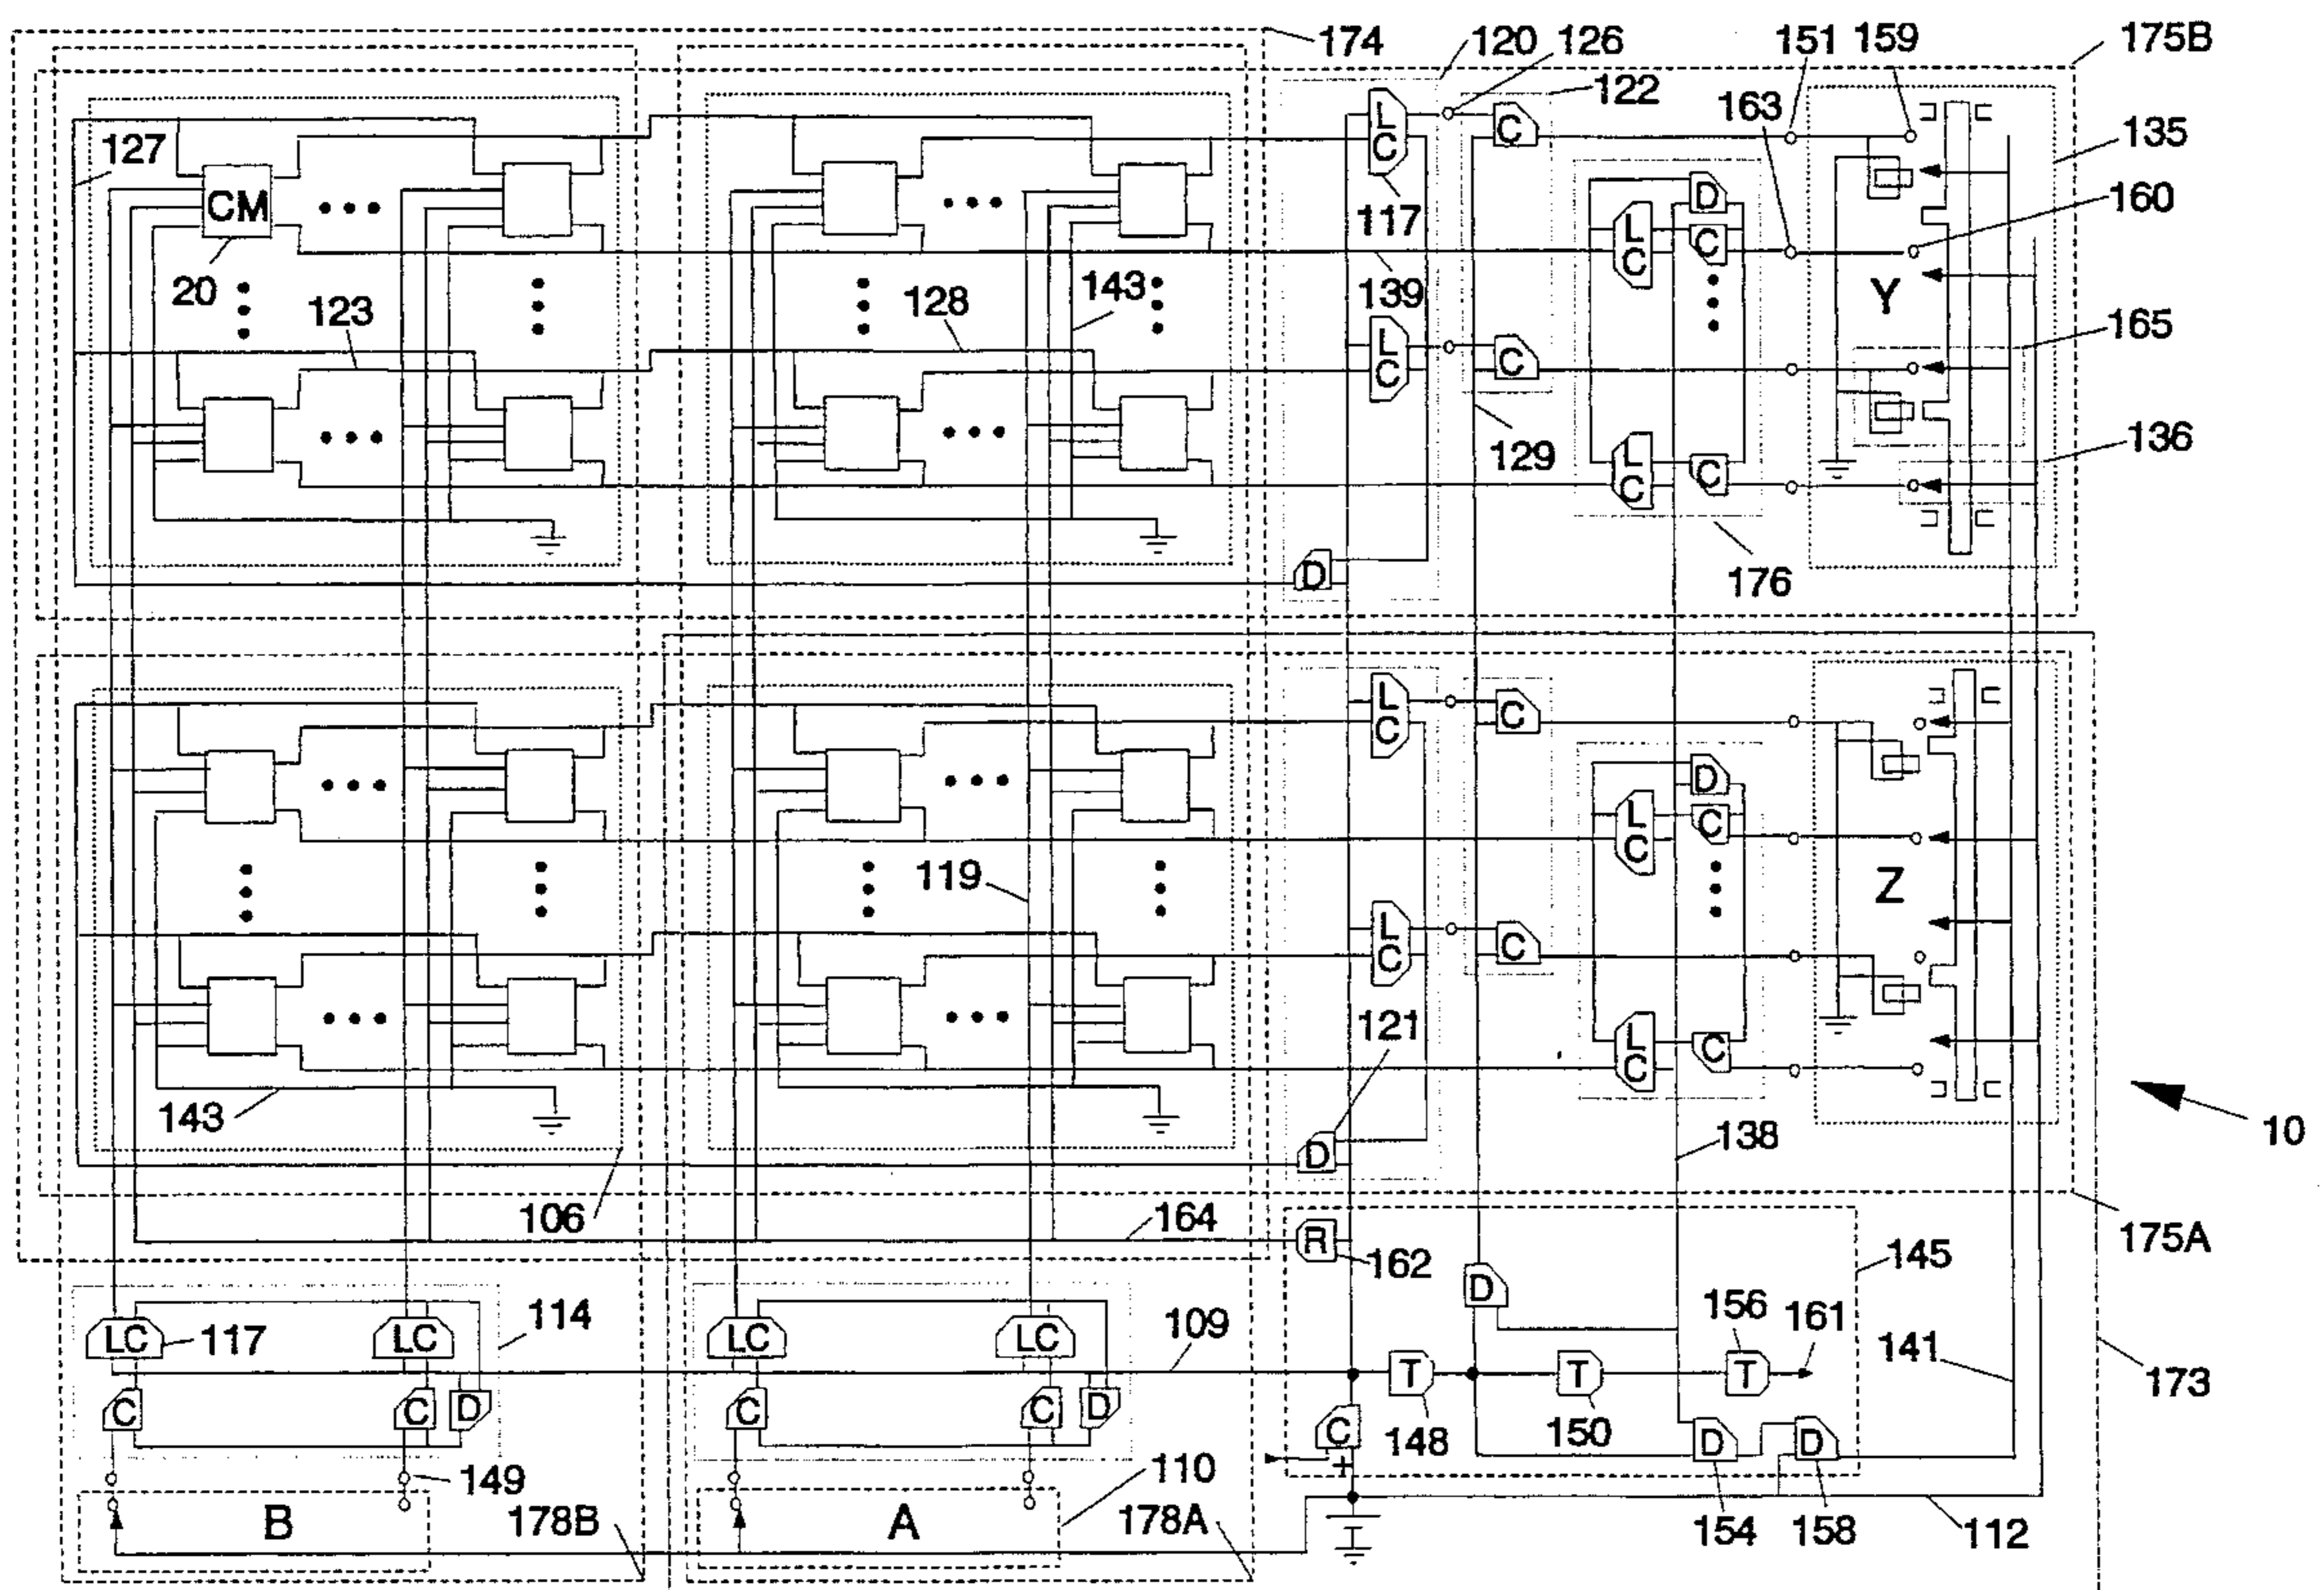 174 120 126 151 159 175B
122 163 135
127 L C C
CM 117 D 160
20 L C C
139 143 Y
123 128 165
L C C
129 L C C 136
176
D
L C C
D
L C C
119 Z
L C C
121
L C C
143 138 10
D
106 164 R 162 175A
145
D 156 161
114 109 141
LC 117 LC LC LC
T T T 173
C C D C C D C 148 150 D D
+
149 110
B 178B A 178A 154 158 112